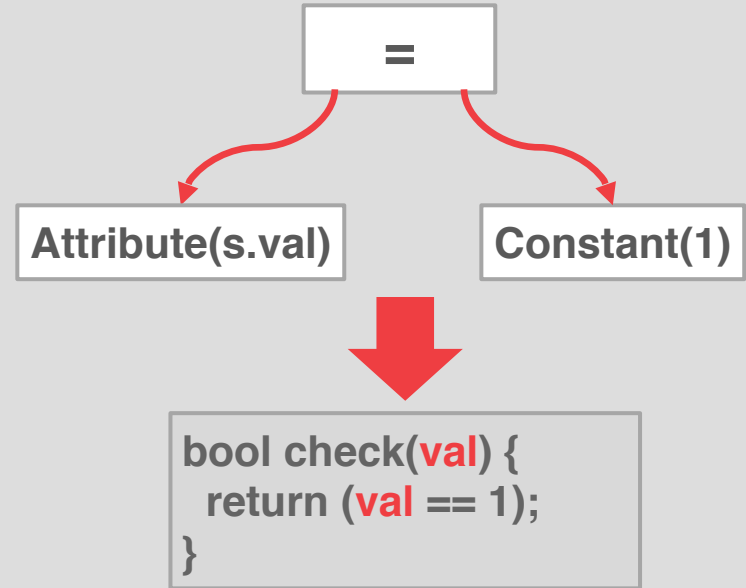 =
Attribute(s.val) Constant(1)
bool check(val) {
  return (val == 1);
}